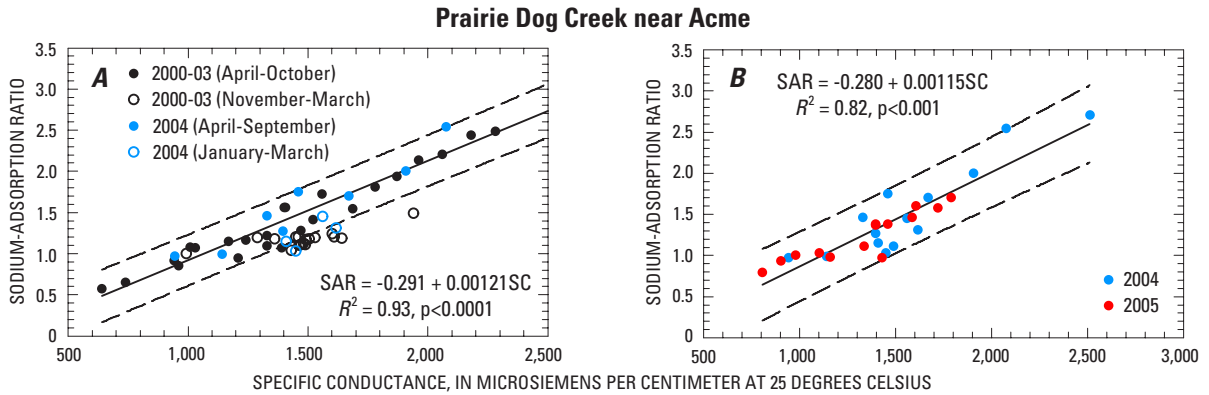 Prairie Dog Creek near Acme
SODIUM-ADSORPTION RATIO
3.5
3.0
2.5
2.0
1.5
1.0
0.5
0
A
2000-03 (April-October)
2000-03 (November-March)
2004 (April-September)
2004 (January-March)
SAR = -0.291 + 0.00121SC
R² = 0.93, p<0.0001
500
1,000
1.500
2,000
2,500
SODIUM-ADSORPTION RATIO
3.5
3.0
2.5
2.0
1.5
1.0
0.5
0
B
SAR = -0.280 + 0.00115SC
R² = 0.82, p<0.001
2004
2005
500
1,000
1,500
2,000
2,500
3,000
SPECIFIC CONDUCTANCE, IN MICROSIEMENS PER CENTIMETER AT 25 DEGREES CELSIUS